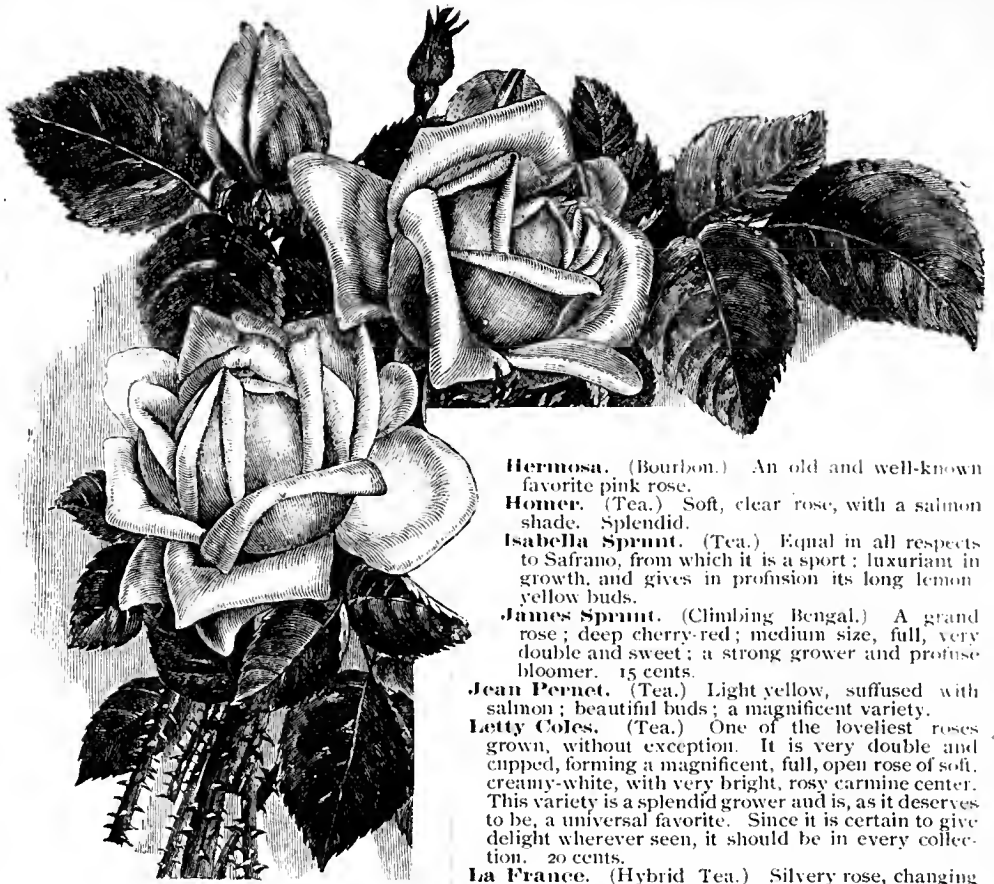 Hermosa. (Bourbon.) An old and well-known
favorite pink rose.
Homer. (Tea.) Soft, clear rose, with a salmon
shade. Splendid.
Isabella Sprunt. (Tea.) Equal in all respects
to Safrano, from which it is a sport; luxuriant in
growth, and gives in profusion its long lemon
yellow buds.
James Sprunt. (Climbing Bengal.) A grand
rose; deep cherry-red; medium size, full, very
double and sweet; a strong grower and profuse
bloomer. 15 cents.
Jean Pernet. (Tea.) Light yellow, suffused with
salmon; beautiful buds; a magnificent variety.
Letty Coles. (Tea.) One of the loveliest roses
grown, without exception. It is very double and
cupped, forming a magnificent, full, open rose of soft,
creamy-white, with very bright, rosy carmine center.
This variety is a splendid grower and is, as it deserves
to be, a universal favorite. Since it is certain to give
delight wherever seen, it should be in every collec-
tion. 20 cents.
La France. (Hybrid Tea.) Silvery rose, changing